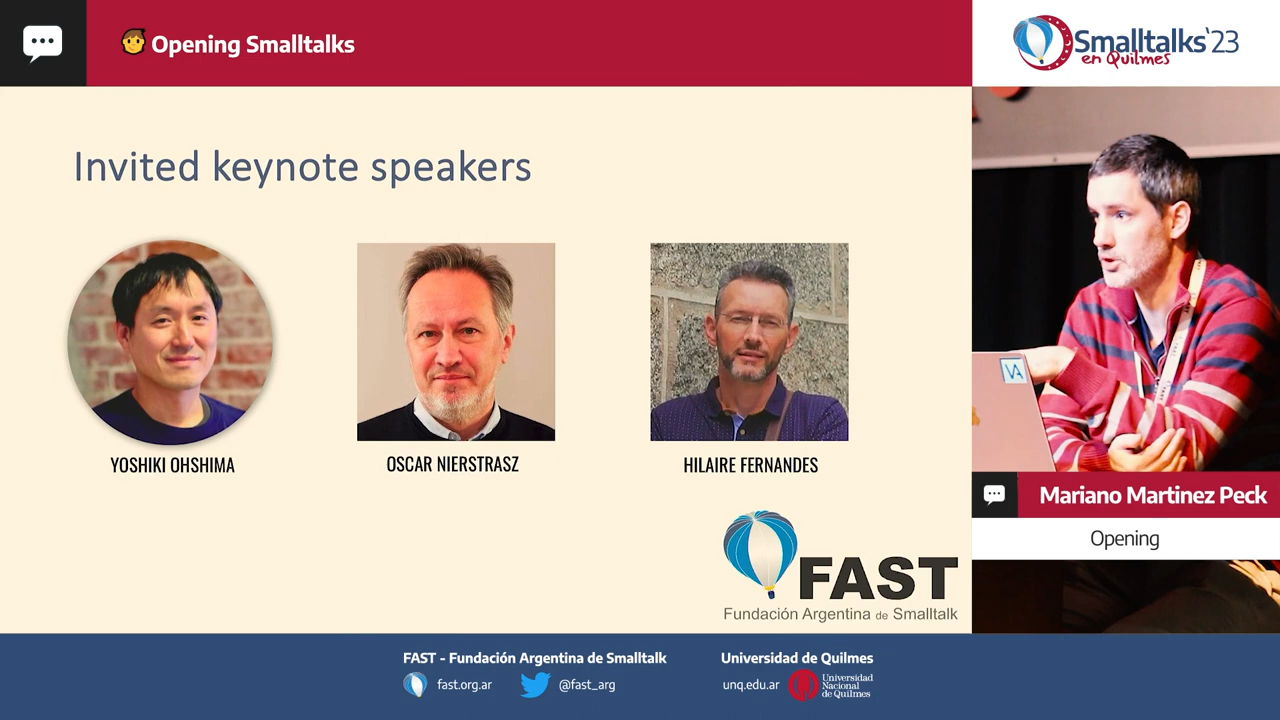 Opening Smalltalks
Smalltalks'23
en Quilmes
Invited keynote speakers
YOSHIKI OHSHIMA
OSCAR NIERSTRASZ
HILAIRE FERNANDES
FAST
Fundación Argentina de Smalltalk
VA
Mariano Martinez Peck
Opening
FAST - Fundación Argentina de Smalltalk
fast.org.ar
@fast_arg
Universidad de Quilmes
unq.edu.ar
Universidad
Nacional
de Quilmes